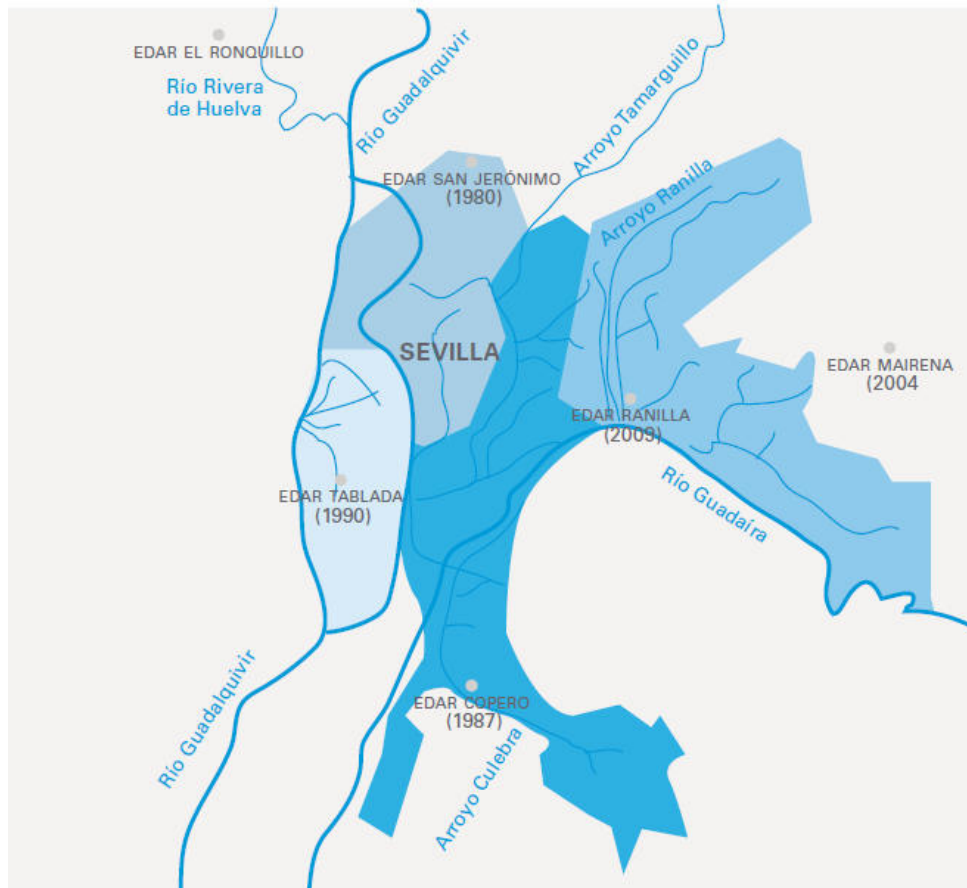 EDAR EL RONQUILLO
Río Rivera
de Huelva
Río Guadalquivir
Arroyo Tamarguillo
EDAR SAN JERÓNIMO
(1980)
Arroyo Ranilla
SEVILLA
EDAR MAIRENA
(2004
EDAR RANILLA
(2009)
EDAR TABLADA
(1990)
Río Guadaíra
Río Guadalquivir
EDAR COPERO
(1987)
Arroyo Culebra